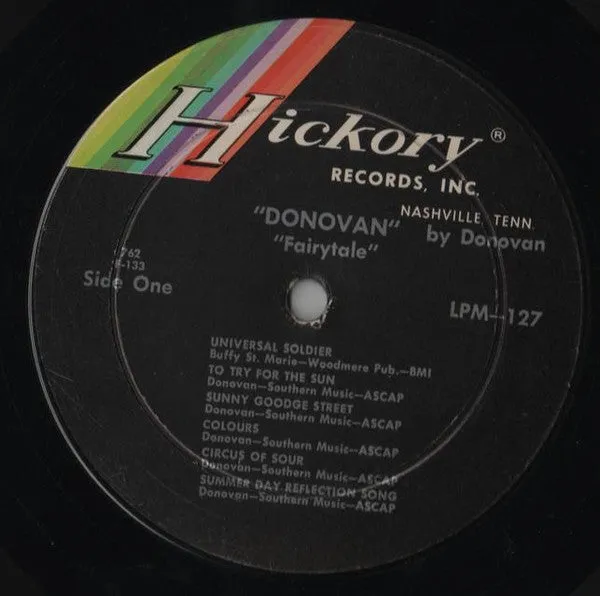 Hickory®
RECORDS, INC.
NASHVILLE, TENN.
"DONOVAN"
by Donovan
"Fairytale"
Side One
LPM-127
UNIVERSAL SOLDIER
Buffy St. Marie—Woodmere Pub.—BMI
TO TRY FOR THE SUN
Donovan—Southern Music—ASCAP
SUNNY GOODGE STREET
Donovan—Southern Music—ASCAP
COLOURS
Donovan—Southern Music—ASCAP
CIRCUS OF SOUR
Donovan—Southern Music—ASCAP
SUMMER DAY REFLECTION SONG
Donovan—Southern Music—ASCAP